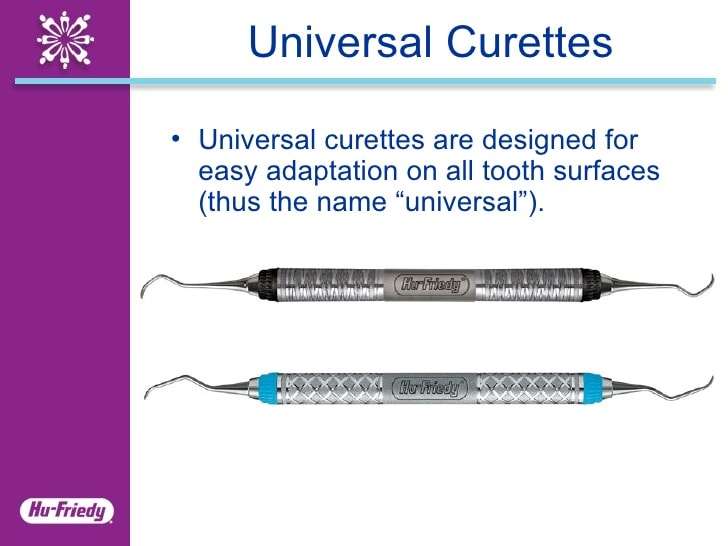 Universal Curettes
• Universal curettes are designed for
easy adaptation on all tooth surfaces
(thus the name “universal”).
Hu-Friedy®
Hu-Friedy®
Hu-Friedy.